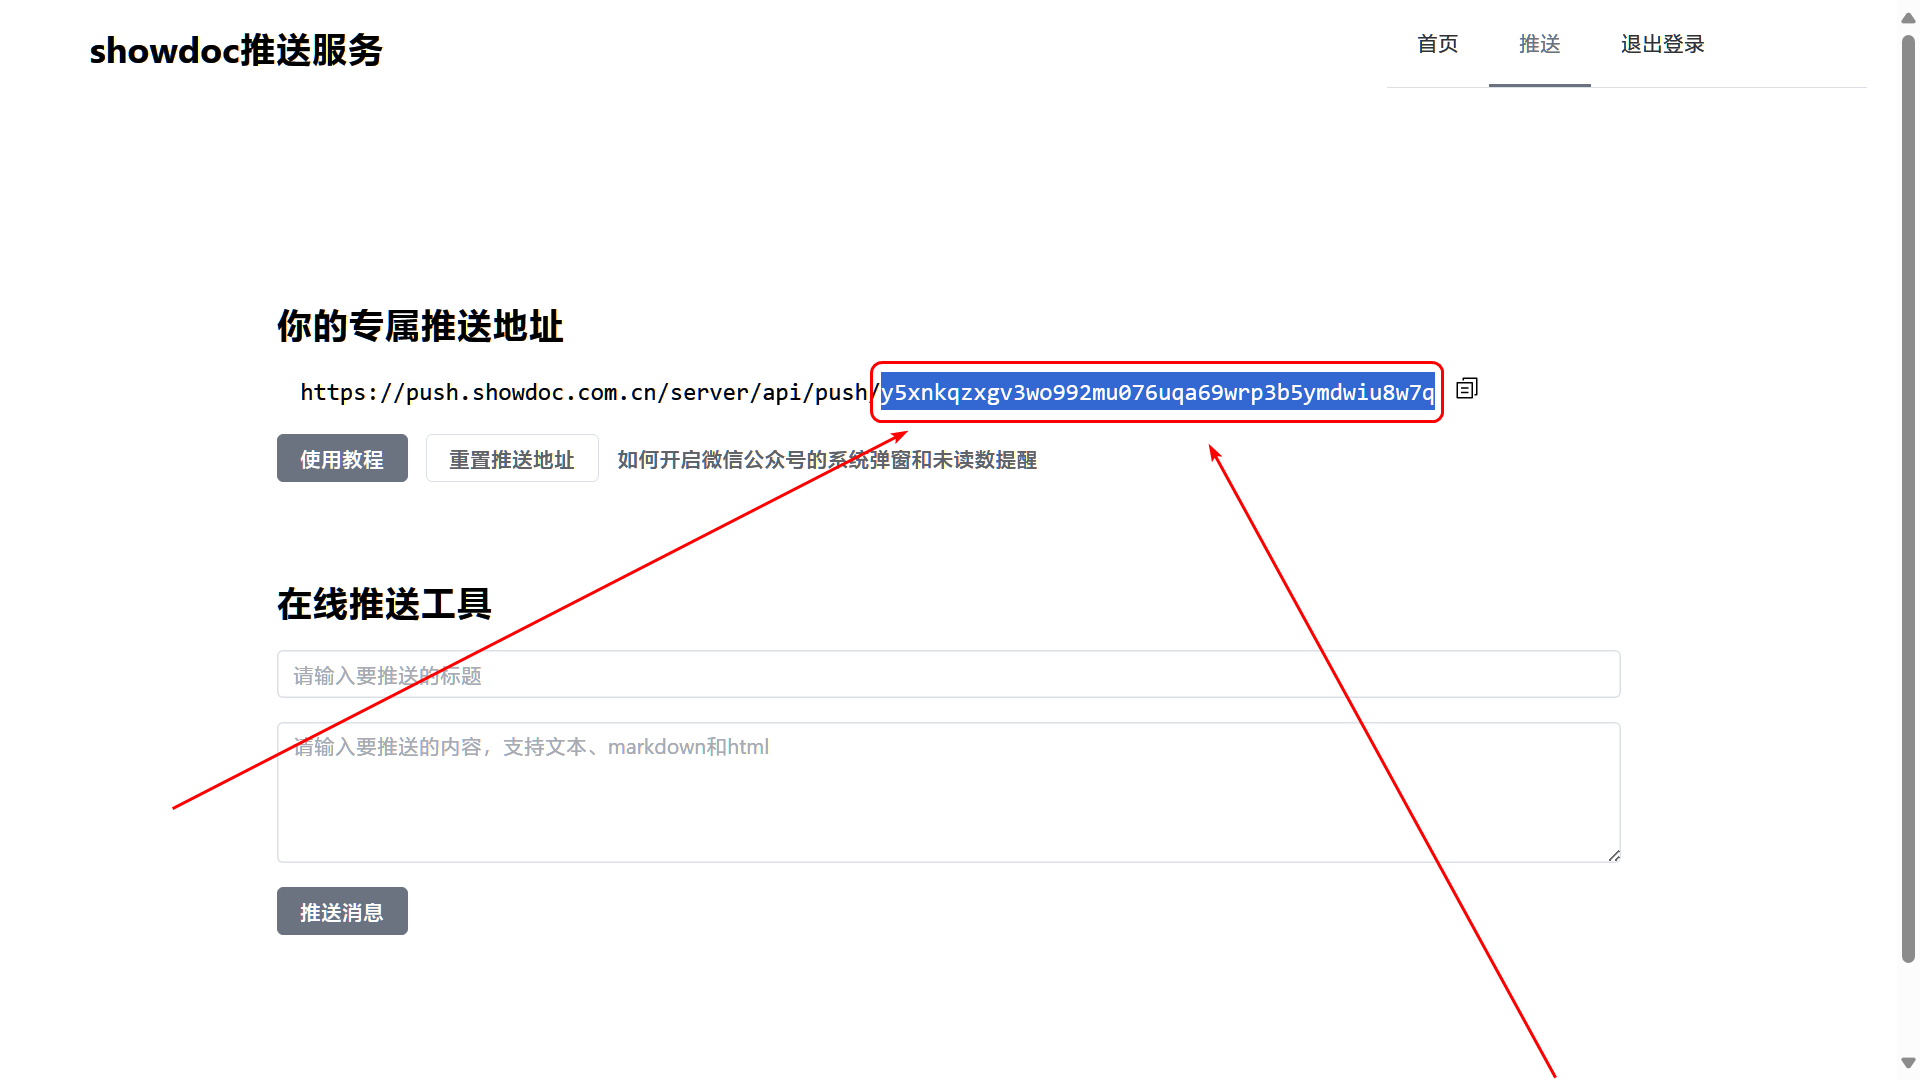 showdoc推送服务
首页 推送 退出登录
你的专属推送地址
https://push.showdoc.com.cn/server/api/push/y5xnkqzxgv3wo992mu076uqa69wrp3b5ymdwiu8w7q
使用教程 重置推送地址 如何开启微信公众号的系统弹窗和未读数提醒
在线推送工具
请输入要推送的标题
请输入要推送的内容，支持文本、markdown和html
推送消息